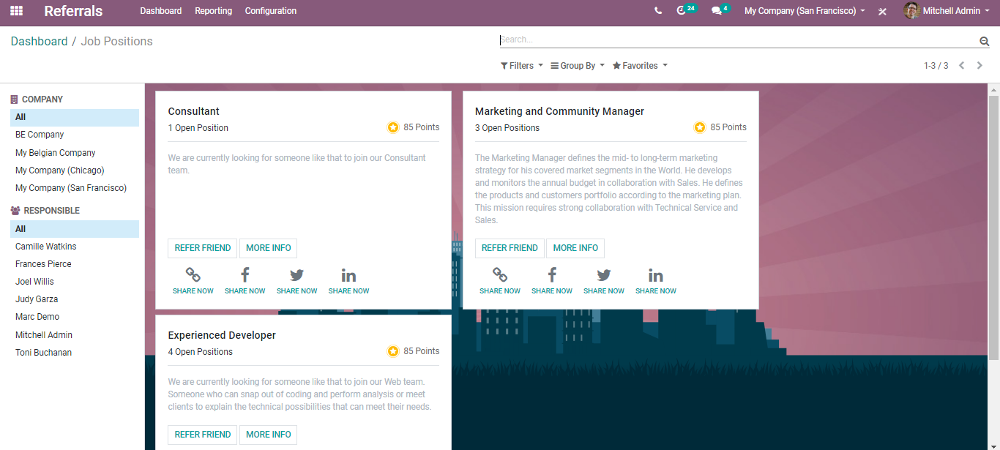 Referrals Dashboard Reporting Configuration 24 4 My Company (San Francisco) Mitchell Admin
Dashboard / Job Positions
Search...
Filters Group By Favorites 1-3 / 3
COMPANY
All
BE Company
My Belgian Company
My Company (Chicago)
My Company (San Francisco)
RESPONSIBLE
All
Camille Watkins
Frances Pierce
Joel Willis
Judy Garza
Marc Demo
Mitchell Admin
Toni Buchanan
Consultant
1 Open Position 85 Points
We are currently looking for someone like that to join our Consultant
team.
REFER FRIEND MORE INFO
SHARE NOW SHARE NOW SHARE NOW SHARE NOW
Marketing and Community Manager
3 Open Positions 85 Points
The Marketing Manager defines the mid- to long-term marketing
strategy for his covered market segments in the World. He develops
and monitors the annual budget in collaboration with Sales. He defines
the products and customers portfolio according to the marketing plan.
This mission requires strong collaboration with Technical Service and
Sales.
REFER FRIEND MORE INFO
SHARE NOW SHARE NOW SHARE NOW SHARE NOW
Experienced Developer
4 Open Positions 85 Points
We are currently looking for someone like that to join our Web team.
Someone who can snap out of coding and perform analysis or meet
clients to explain the technical possibilities that can meet their needs.
REFER FRIEND MORE INFO